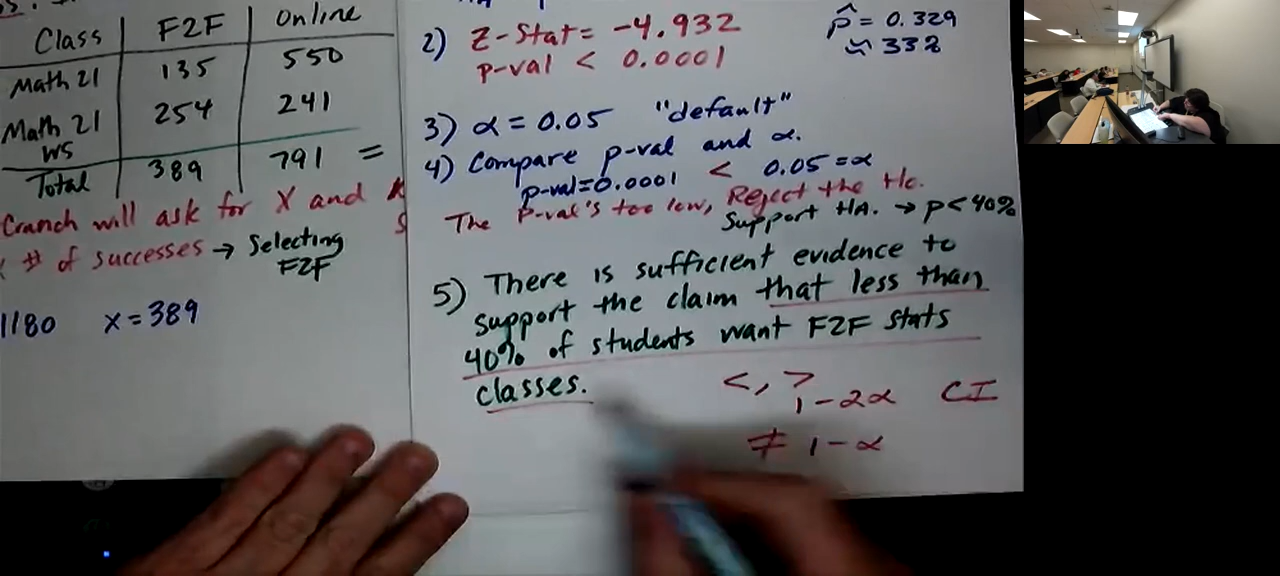 Class F2F Online
Math 21 135 550
Math 21 WS 254 241
Total 389 791 =
Crunch will ask for X and
# of successes → Selecting F2F
1180 x=389
2) Z-Stat = -4.932
p-val < 0.0001
p̂ = 0.329
≈ 33%
3) α = 0.05 "default"
4) Compare p-val and α.
p-val=0.0001 < 0.05=α
The P-val's too low, Reject the Ho.
Support HA. → p<40%
5) There is sufficient evidence to
support the claim that less than
40% of students want F2F stats
classes.
<, >
1-2α CI
≠ 1-α